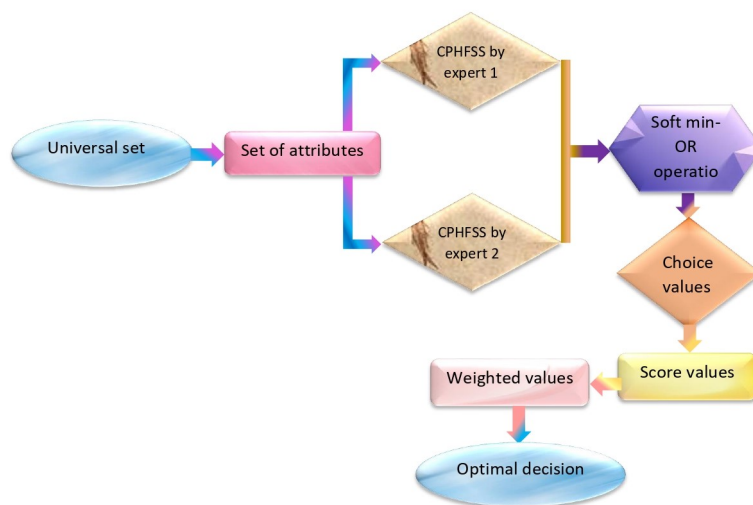 Universal set
Set of attributes
CPHFSS by
expert 1
CPHFSS by
expert 2
Soft min-
OR
operatio
Choice
values
Score values
Weighted values
Optimal decision